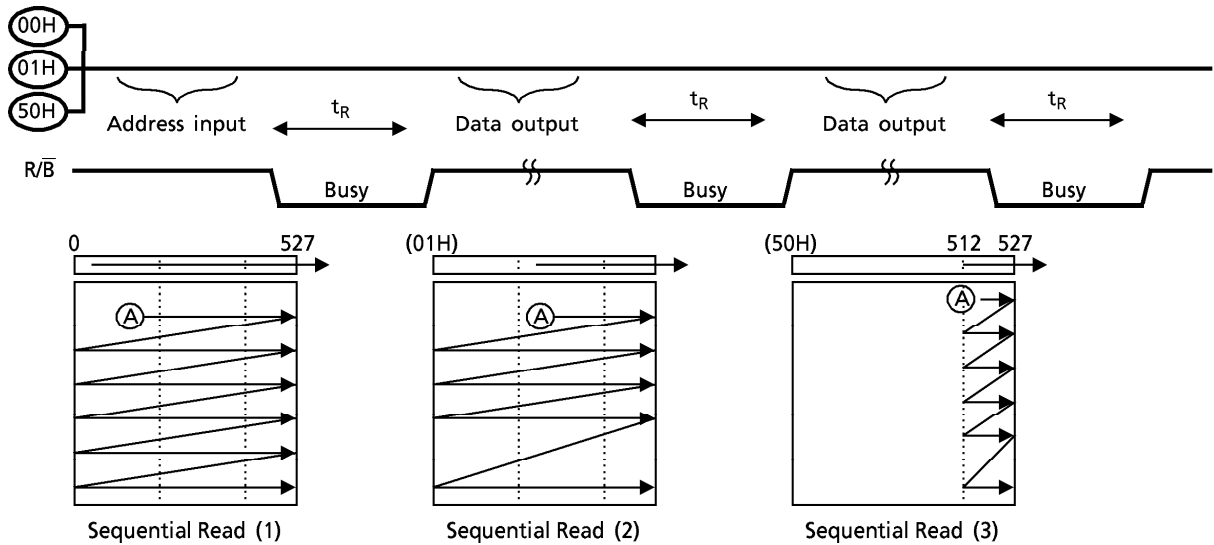 00H
01H
50H
Address input
tR
Data output
tR
Data output
tR
R/B̅
Busy
Busy
Busy
0 527 (01H) (50H) 512 527
A
A
A
Sequential Read (1) Sequential Read (2) Sequential Read (3)